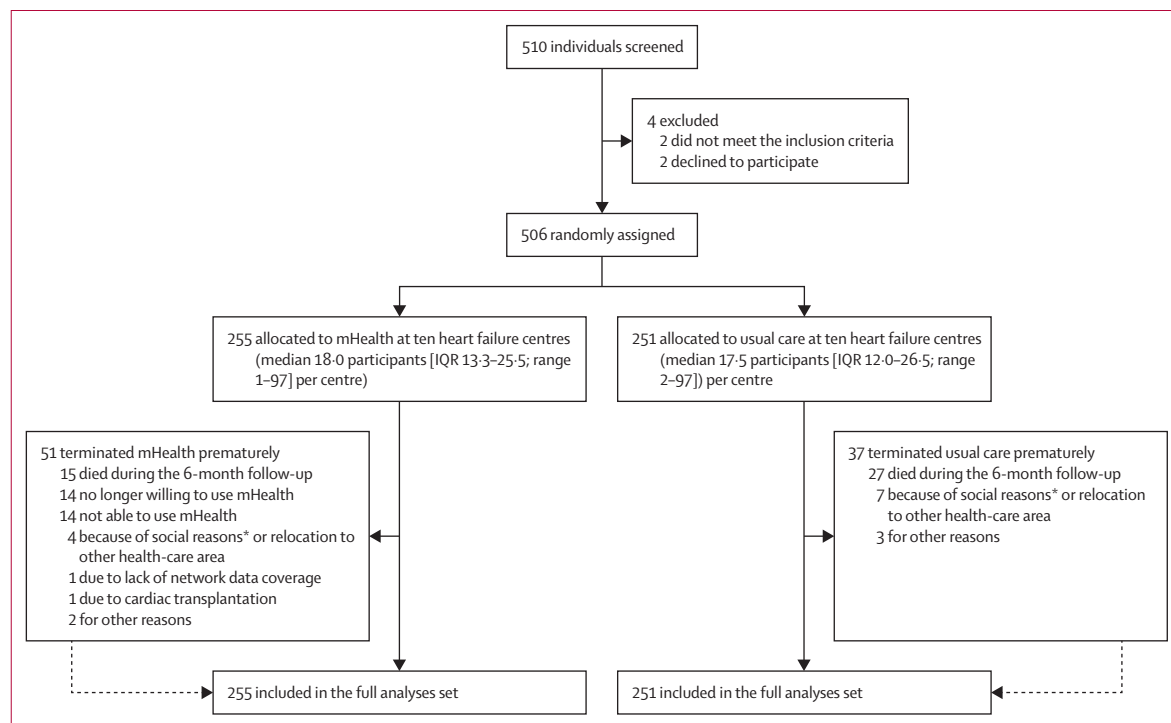 510 individuals screened
4 excluded
2 did not meet the inclusion criteria
2 declined to participate
506 randomly assigned
255 allocated to mHealth at ten heart failure centres
(median 18·0 participants [IQR 13·3–25·5; range
1–97] per centre)
251 allocated to usual care at ten heart failure centres
(median 17·5 participants [IQR 12·0–26·5; range
2–97]) per centre
51 terminated mHealth prematurely
15 died during the 6-month follow-up
14 no longer willing to use mHealth
14 not able to use mHealth
4 because of social reasons* or relocation to
other health-care area
1 due to lack of network data coverage
1 due to cardiac transplantation
2 for other reasons
37 terminated usual care prematurely
27 died during the 6-month follow-up
7 because of social reasons* or relocation
to other health-care area
3 for other reasons
255 included in the full analyses set
251 included in the full analyses set